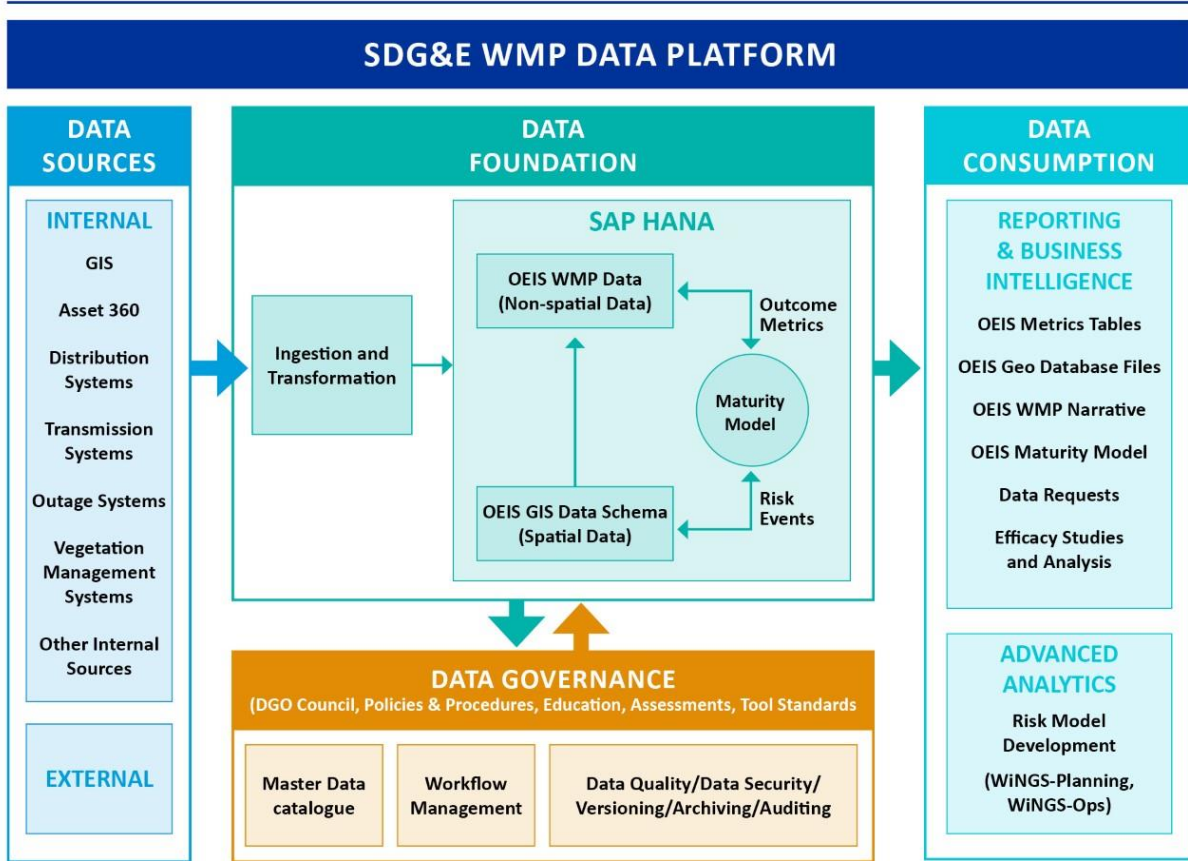 SDG&E WMP DATA PLATFORM
DATA
SOURCES
INTERNAL
GIS
Asset 360
Distribution
Systems
Transmission
Systems
Outage Systems
Vegetation
Management
Systems
Other Internal
Sources
EXTERNAL
DATA
FOUNDATION
Ingestion and
Transformation
SAP HANA
OEIS WMP Data
(Non-spatial Data)
Outcome
Metrics
Maturity
Model
OEIS GIS Data Schema
(Spatial Data)
Risk
Events
DATA GOVERNANCE
(DGO Council, Policies & Procedures, Education, Assessments, Tool Standards
Master Data
catalogue
Workflow
Management
Data Quality/Data Security/
Versioning/Archiving/Auditing
DATA
CONSUMPTION
REPORTING
& BUSINESS
INTELLIGENCE
OEIS Metrics Tables
OEIS Geo Database Files
OEIS WMP Narrative
OEIS Maturity Model
Data Requests
Efficacy Studies
and Analysis
ADVANCED
ANALYTICS
Risk Model
Development
(WiNGS-Planning,
WiNGS-Ops)